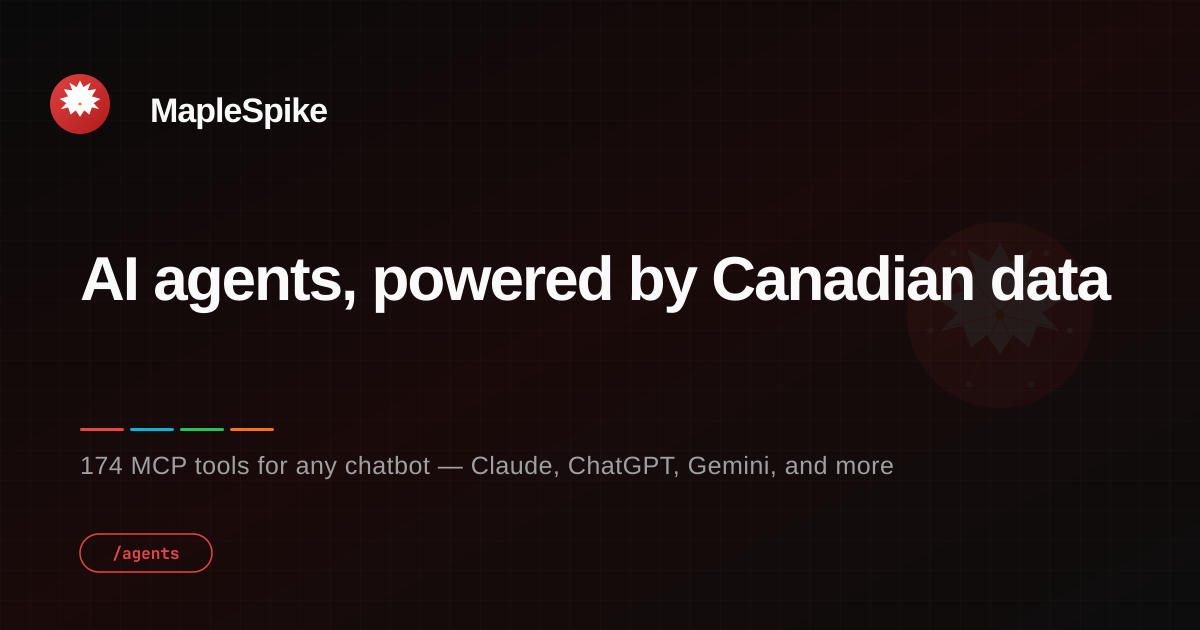 MapleSpike
AI agents, powered by Canadian data
174 MCP tools for any chatbot — Claude, ChatGPT, Gemini, and more
/agents